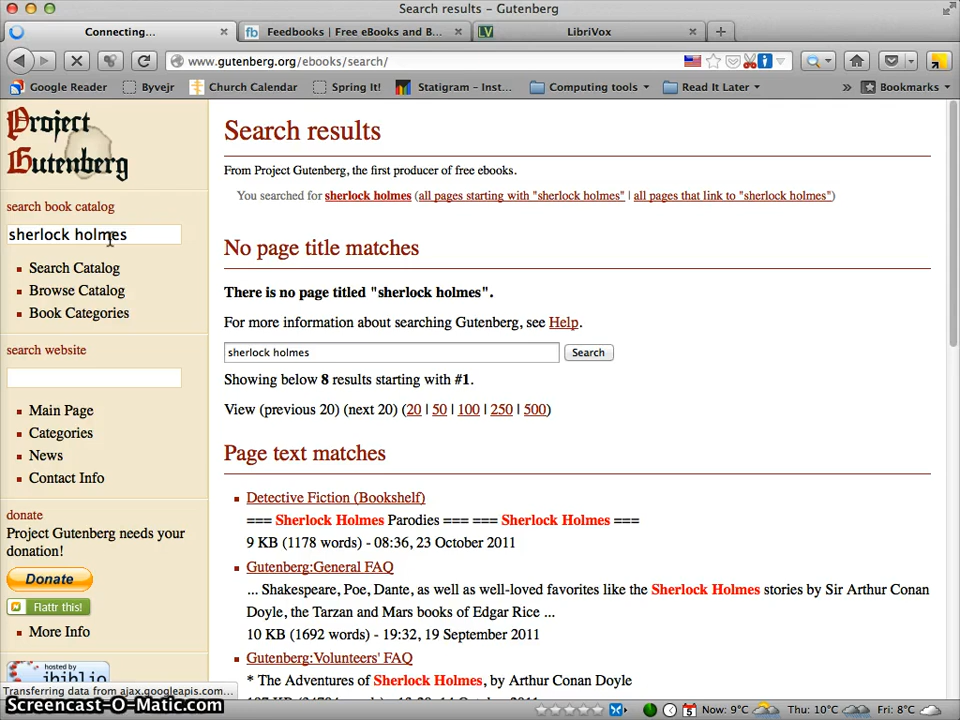 Search results - Gutenberg
Connecting...
Feedbooks | Free eBooks and B...
LibriVox
www.gutenberg.org/ebooks/search/
Google Reader
Byvejr
Church Calendar
Spring It!
Statigram - Inst...
Computing tools
Read It Later
»
Bookmarks
Project
Gutenberg
search book catalog
sherlock holmes
Search Catalog
Browse Catalog
Book Categories
search website
Main Page
Categories
News
Contact Info
donate
Project Gutenberg needs your
donation!
Donate
Flattr this!
More Info
hosted by
ibiblio
Transferring data from ajax.googleapis.com...
Search results
From Project Gutenberg, the first producer of free ebooks.
You searched for sherlock holmes (all pages starting with "sherlock holmes" | all pages that link to "sherlock holmes")
No page title matches
There is no page titled "sherlock holmes".
For more information about searching Gutenberg, see Help.
sherlock holmes Search
Showing below 8 results starting with #1.
View (previous 20) (next 20) (20 | 50 | 100 | 250 | 500)
Page text matches
Detective Fiction (Bookshelf)
=== Sherlock Holmes Parodies === === Sherlock Holmes ===
9 KB (1178 words) - 08:36, 23 October 2011
Gutenberg:General FAQ
... Shakespeare, Poe, Dante, as well as well-loved favorites like the Sherlock Holmes stories by Sir Arthur Conan
Doyle, the Tarzan and Mars books of Edgar Rice ...
10 KB (1692 words) - 19:32, 19 September 2011
Gutenberg:Volunteers' FAQ
* The Adventures of Sherlock Holmes, by Arthur Conan Doyle
Screencast-O-Matic.com
5
Now: 9°C
Thu: 10°C
Fri: 8°C